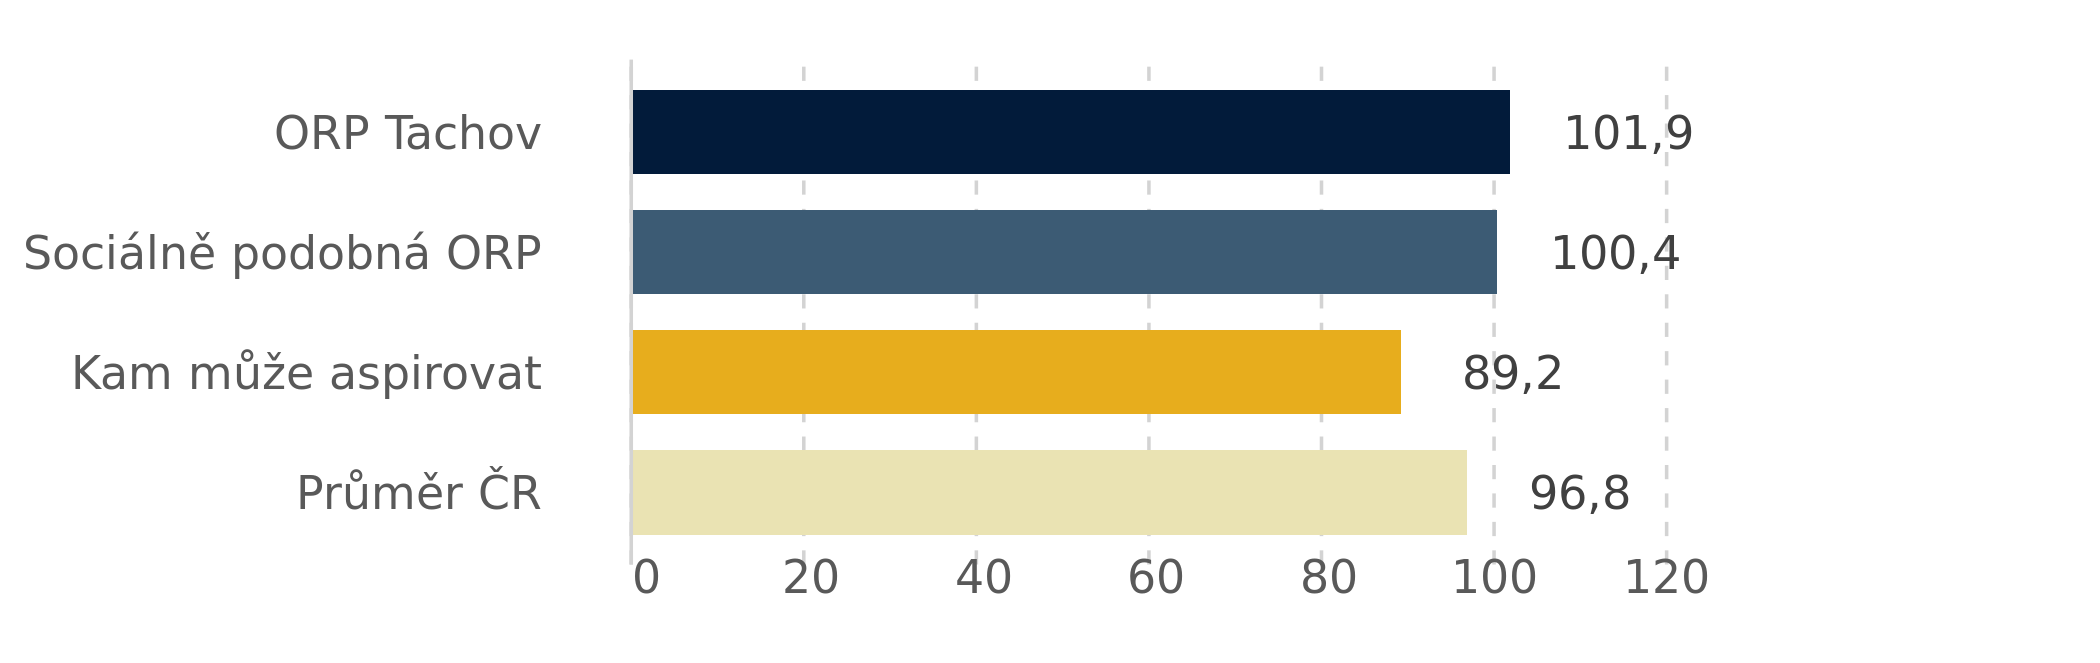 ORP Tachov 101,9
Sociálně podobná ORP 100,4
Kam může aspirovat 89,2
Průměr ČR 96,8
0 20 40 60 80 100 120